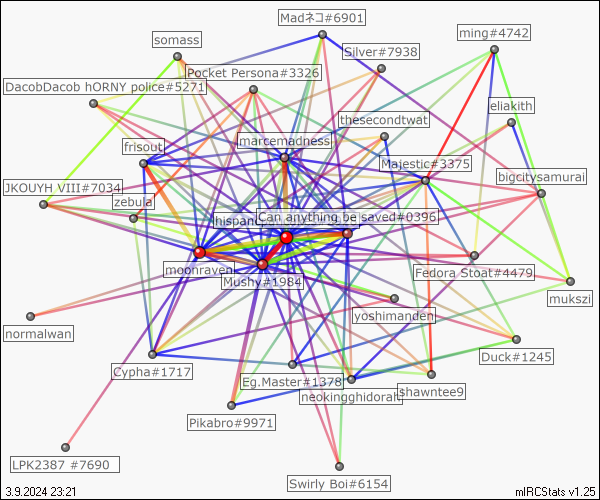 Madネコ#6901
somass
ming#4742
Silver#7938
Pocket Persona#3326
DacobDacob hORNY police#5271
eliakith
thesecondtwat
marcemadness
frisout
Majestic#3375
bigcitysamurai
JKOUYH VIII#7034
zebula
Can anything be saved#0396
moonraven
Mushy#1984
Fedora Stoat#4479
mukszi
yoshimanden
normalwan
Duck#1245
Cypha#1717
Eg.Master#1378
shawntee9
neokingghidorah
Pikabro#9971
LPK2387 #7690
Swirly Boi#6154
3.9.2024 23:21
mIRCStats v1.25